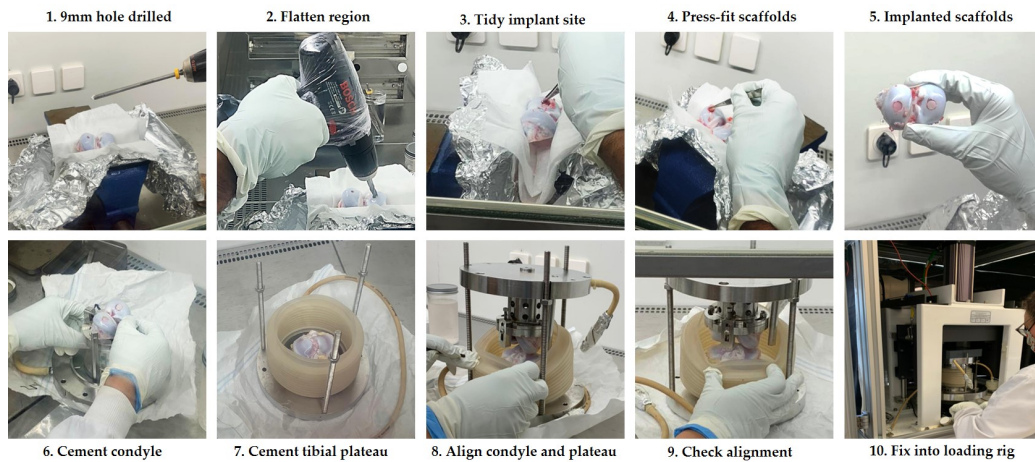 1. 9mm hole drilled
2. Flatten region
3. Tidy implant site
4. Press-fit scaffolds
5. Implanted scaffolds
BOSCH
6. Cement condyle
7. Cement tibial plateau
8. Align condyle and plateau
9. Check alignment
10. Fix into loading rig